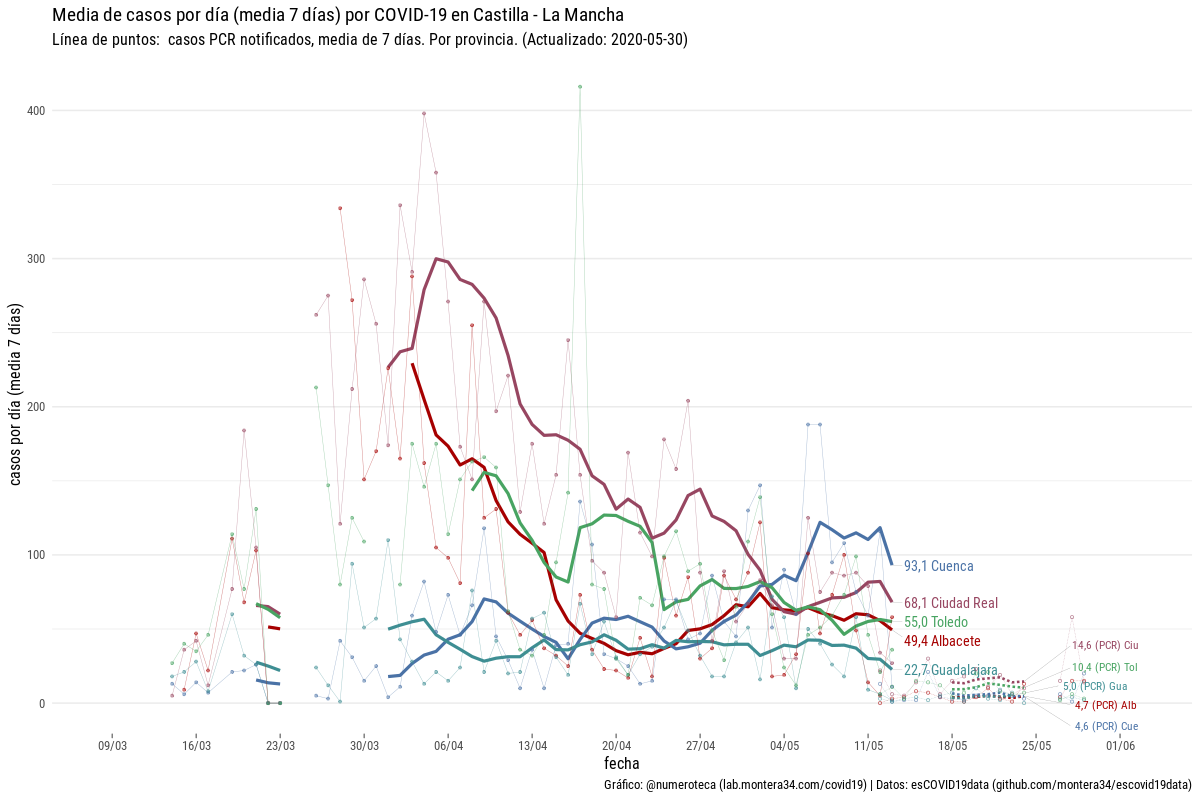 Media de casos por día (media 7 días) por COVID-19 en Castilla - La Mancha
Línea de puntos:  casos PCR notificados, media de 7 días. Por provincia. (Actualizado: 2020-05-30)
casos por día (media 7 días)
400
300
200
100
0
93,1 Cuenca
68,1 Ciudad Real
55,0 Toledo
49,4 Albacete
22,7 Guadalajara
14,6 (PCR) Ciu
10,4 (PCR) Tol
5,0 (PCR) Gua
4,7 (PCR) Alb
4,6 (PCR) Cue
09/03
16/03
23/03
30/03
06/04
13/04
20/04
27/04
04/05
11/05
18/05
25/05
01/06
fecha
Gráfico: @numeroteca (lab.montera34.com/covid19) | Datos: esCOVID19data (github.com/montera34/escovid19data)